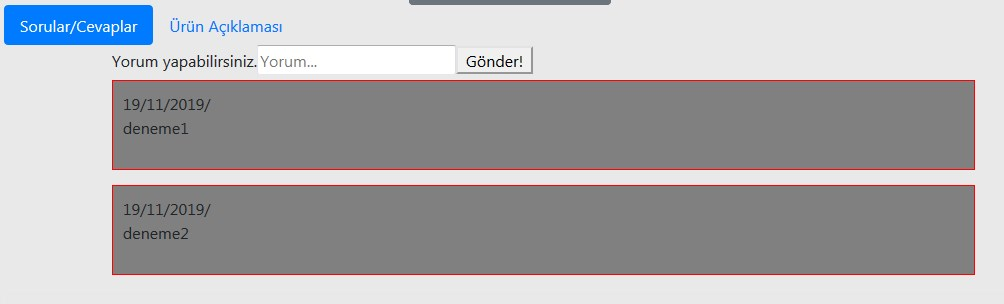 Sorular/Cevaplar Ürün Açıklaması
Yorum yapabilirsiniz. Yorum... Gönder!
19/11/2019/
deneme1
19/11/2019/
deneme2